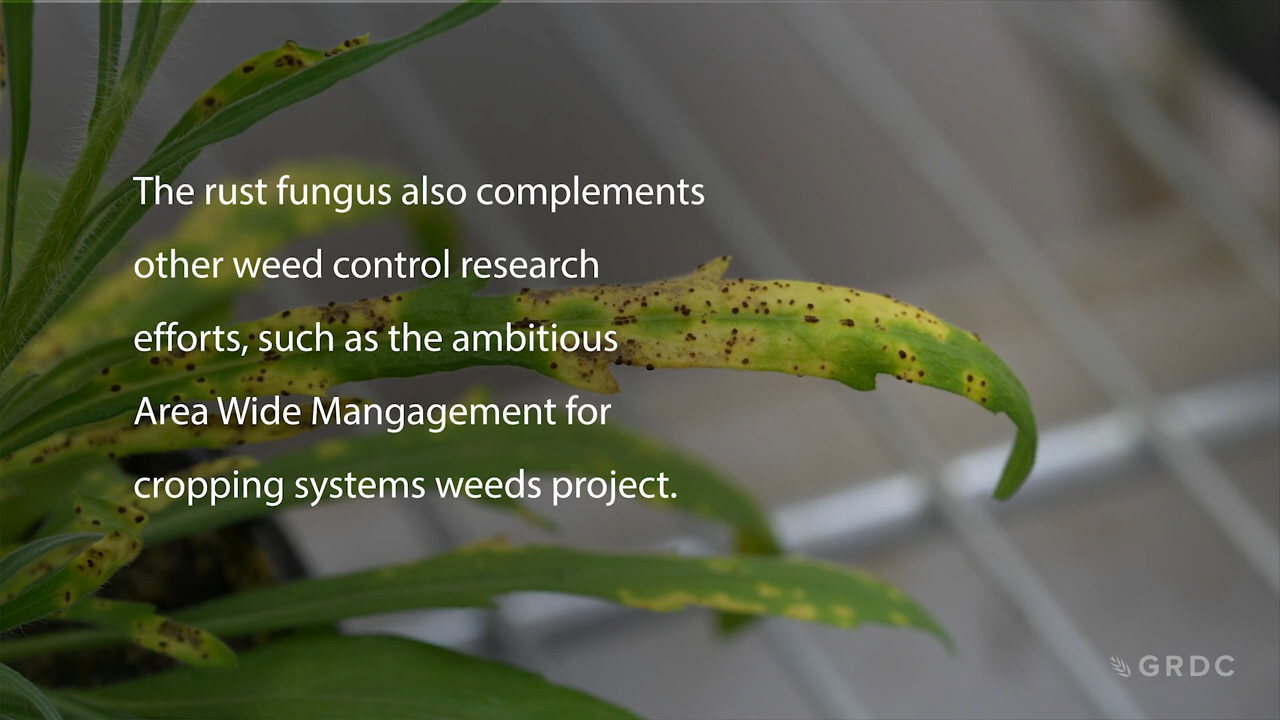 The rust fungus also complements
other weed control research
efforts, such as the ambitious
Area Wide Mangagement for
cropping systems weeds project.
GRDC